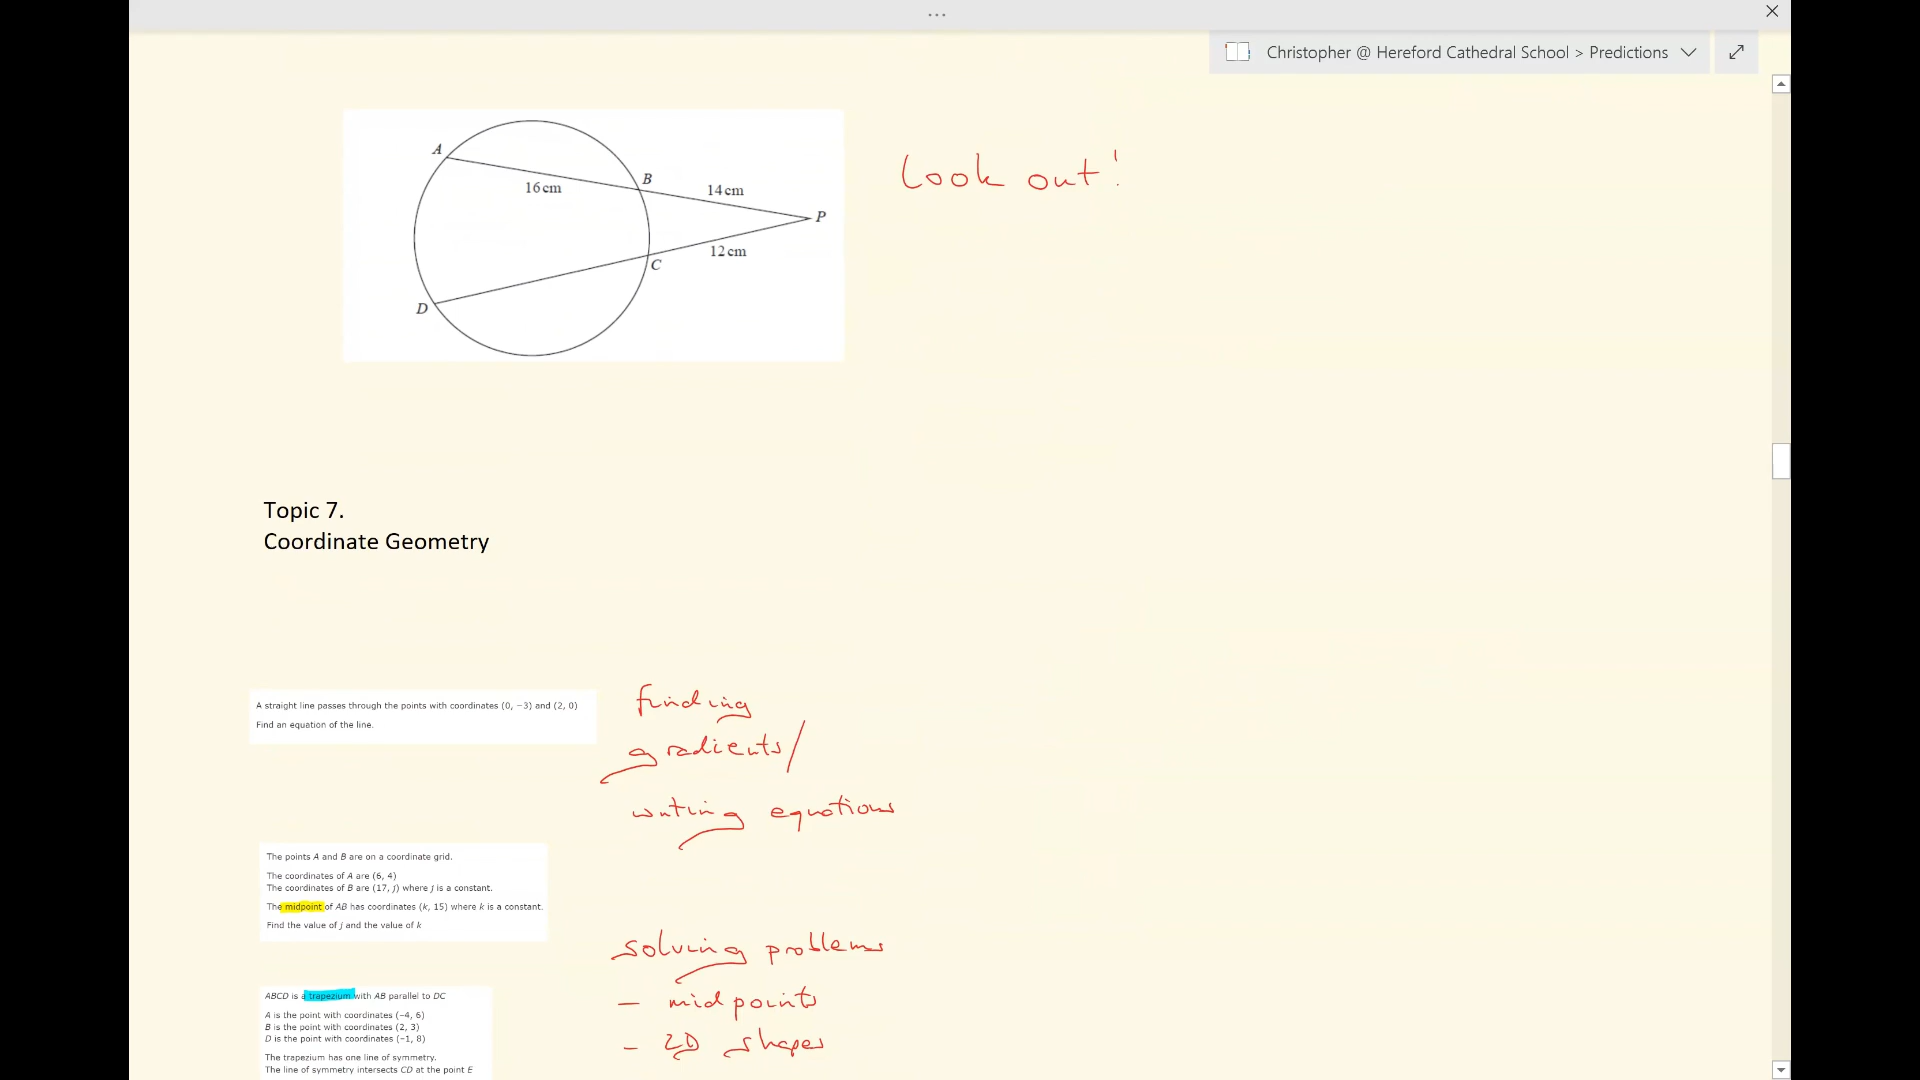 Christopher @ Hereford Cathedral School > Predictions
A
B
16 cm
14 cm
P
12 cm
C
D
Look out!
Topic 7.
Coordinate Geometry
A straight line passes through the points with coordinates (0, −3) and (2, 0)
Find an equation of the line.
finding
gradients/
writing equations
The points A and B are on a coordinate grid.
The coordinates of A are (6, 4)
The coordinates of B are (17, j) where j is a constant.
The midpoint of AB has coordinates (k, 15) where k is a constant.
Find the value of j and the value of k
solving problems
– midpoints
– 2D shapes
ABCD is a trapezium with AB parallel to DC
A is the point with coordinates (−4, 6)
B is the point with coordinates (2, 3)
D is the point with coordinates (−1, 8)
The trapezium has one line of symmetry.
The line of symmetry intersects CD at the point E